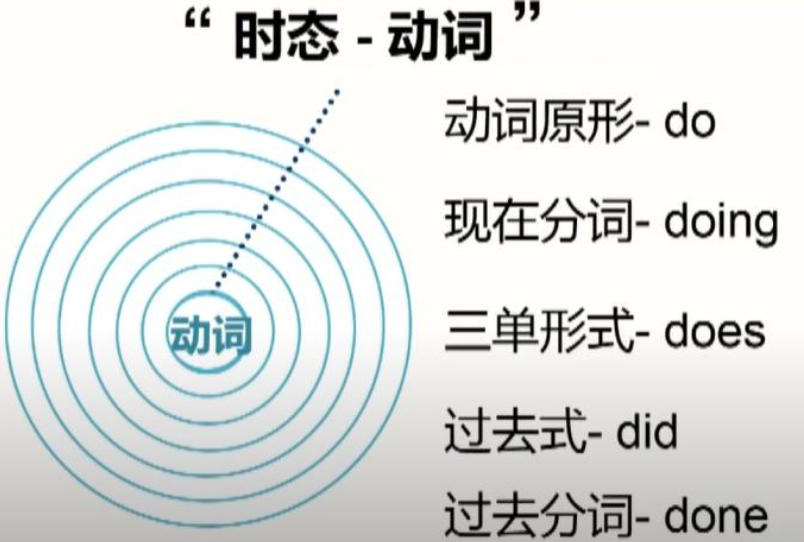 “ 时态 - 动词 ”
动词原形- do
现在分词- doing
动词
三单形式- does
过去式- did
过去分词- done